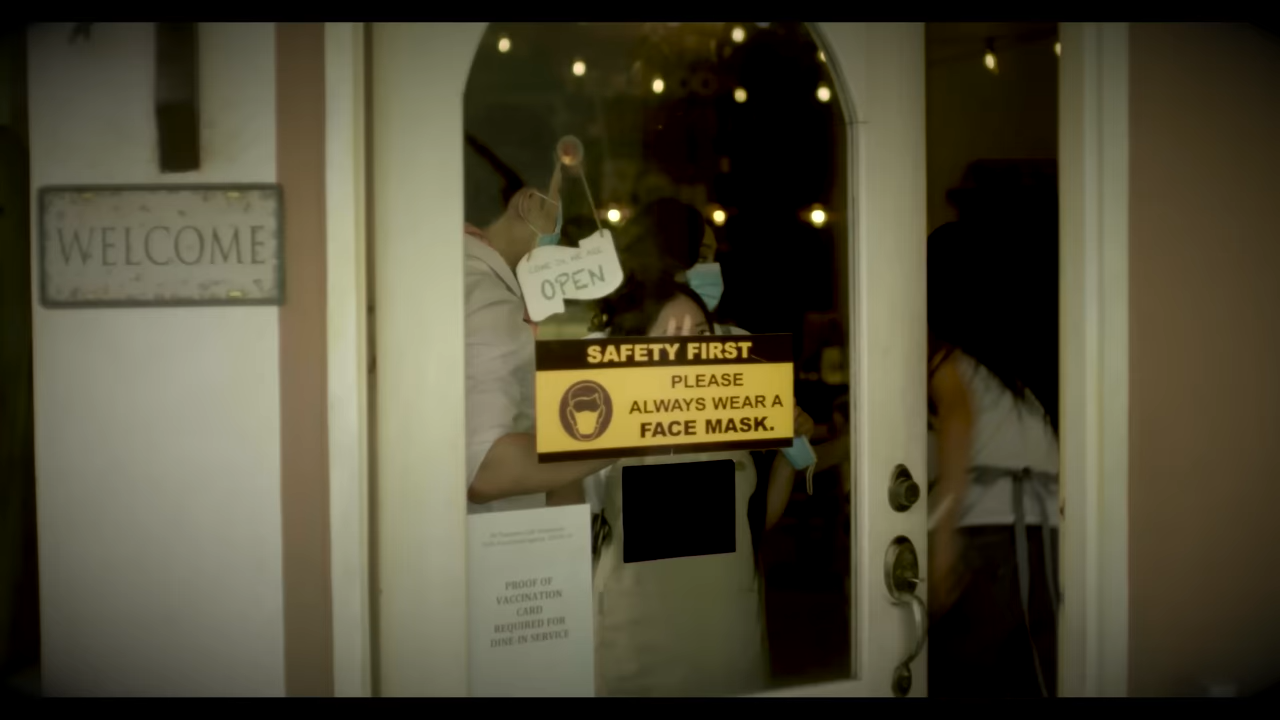 WELCOME
COME IN, WE ARE
OPEN
SAFETY FIRST
PLEASE
ALWAYS WEAR A
FACE MASK.
PROOF OF
VACCINATION
CARD
REQUIRED FOR
DINE-IN SERVICE